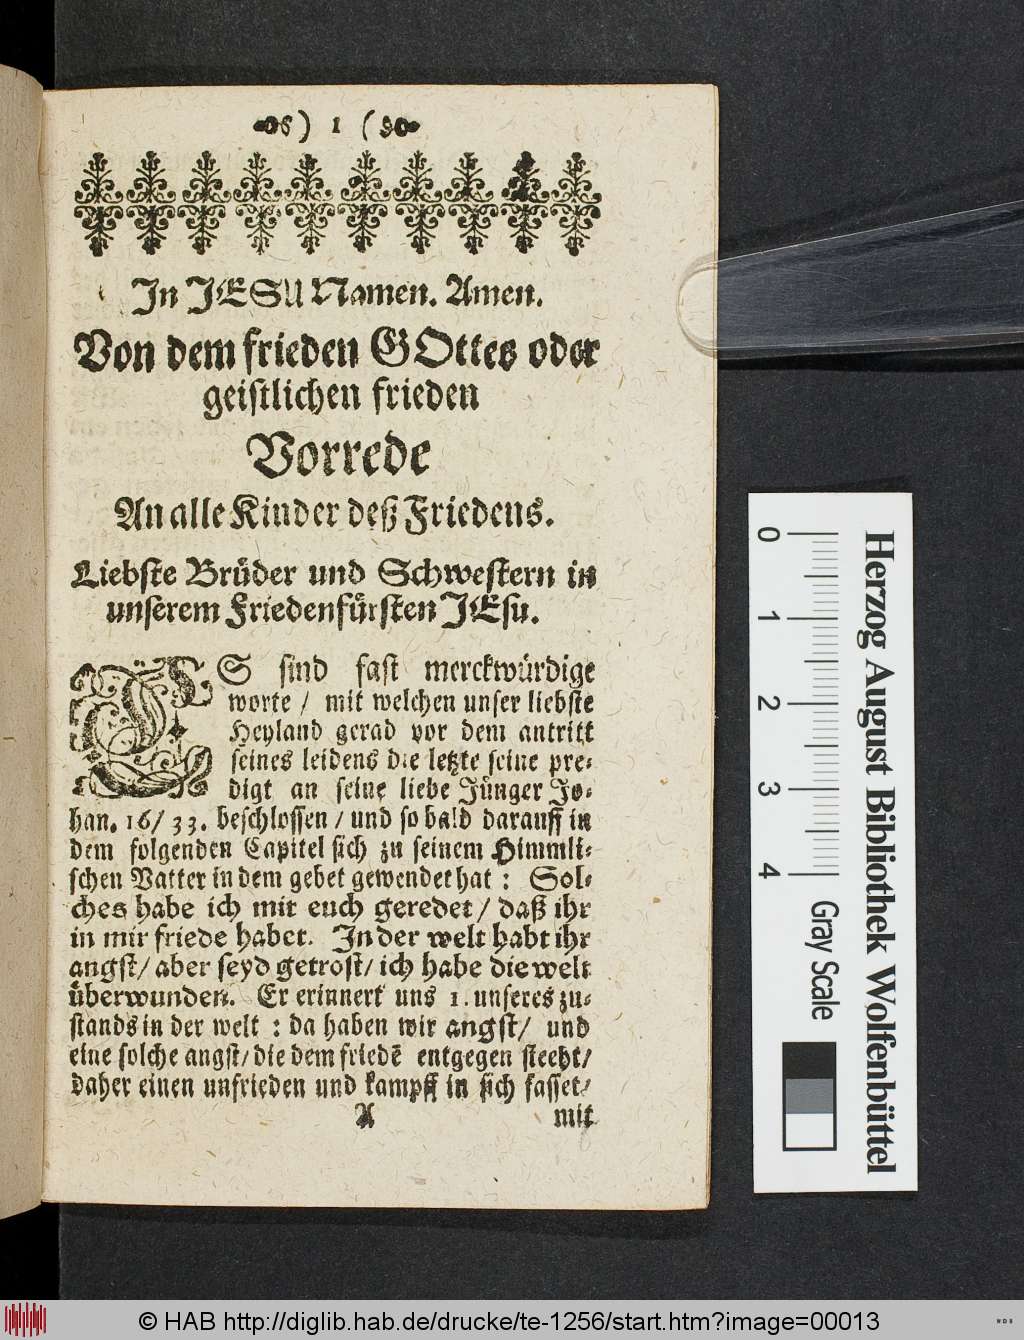 ) 1 (
In JESU Namen. Amen.
Von dem frieden GOttes oder
geistlichen frieden
Vorrede
An alle Kinder deß Friedens.
Liebste Brüder und Schwestern in
unserem Friedenfürsten JEsu.
ES sind fast merckwürdige
worte / mit welchen unser liebste
Heyland gerad vor dem antritt
seines leidens die letzte seine pre-
digt an seine liebe Jünger Jo-
han. 16/33. beschlossen / und so bald darauff in
dem folgenden Capitel sich zu seinem Himmli-
schen Vatter in dem gebet gewendet hat : Sol-
ches habe ich mit euch geredet / daß ihr
in mir friede habet. In der welt habt ihr
angst / aber seyd getrost / ich habe die welt
überwunden. Er erinnert uns 1. unseres zu-
stands in der welt : da haben wir angst / und
eine solche angst / die dem friedē entgegen steeht /
daher einen unfrieden und kampff in sich fasset /
A mit
0 1 2 3 4
Gray Scale
Herzog August Bibliothek Wolfenbüttel
© HAB http://diglib.hab.de/drucke/te-1256/start.htm?image=00013